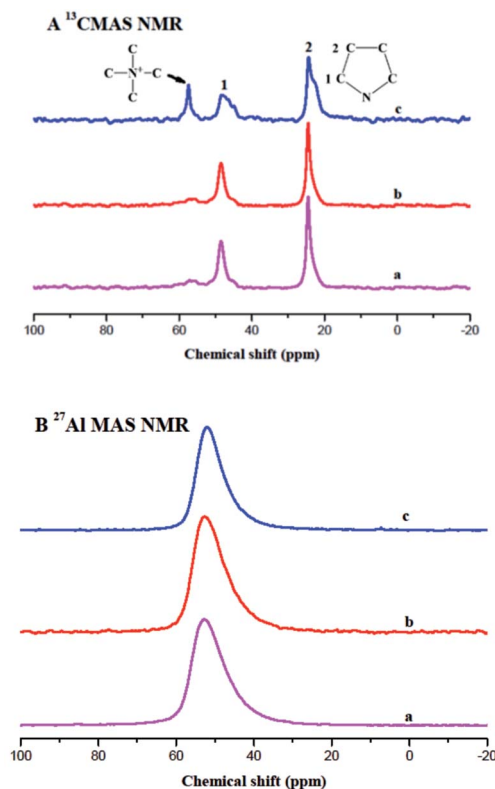 A ¹³CMAS NMR
C
C—N⁺—C
C
C
1
2
2 C C
1 C C
N
c
b
a
100 80 60 40 20 0 -20
Chemical shift (ppm)
B ²⁷Al MAS NMR
c
b
a
100 80 60 40 20 0 -20
Chemical shift (ppm)